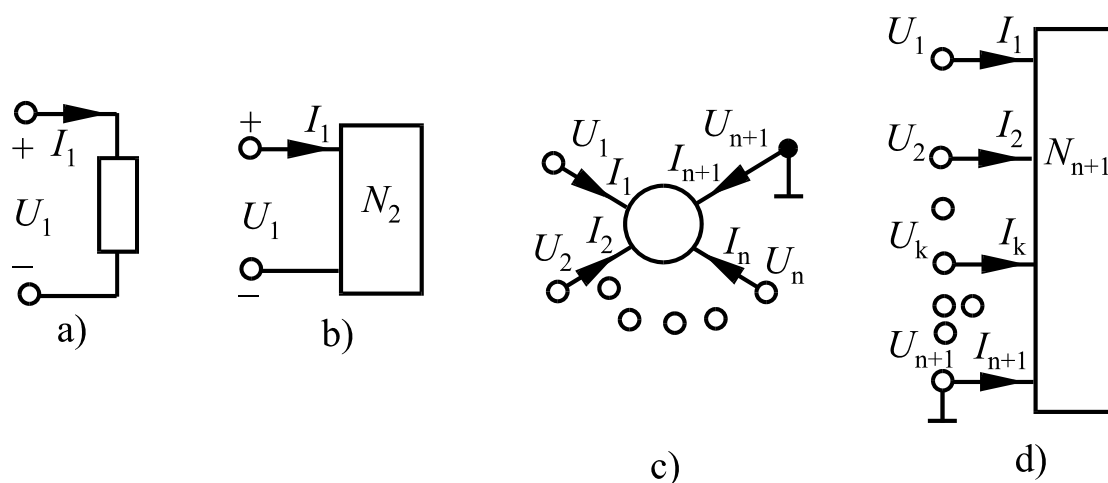 +
I₁
U₁
−
a)
+
I₁
U₁
N₂
−
b)
U₁
I₁
U₂
I₂
Uₙ₊₁
Iₙ₊₁
Iₙ
Uₙ
c)
U₁
I₁
U₂
I₂
Uₖ
Iₖ
Uₙ₊₁
Iₙ₊₁
Nₙ₊₁
d)